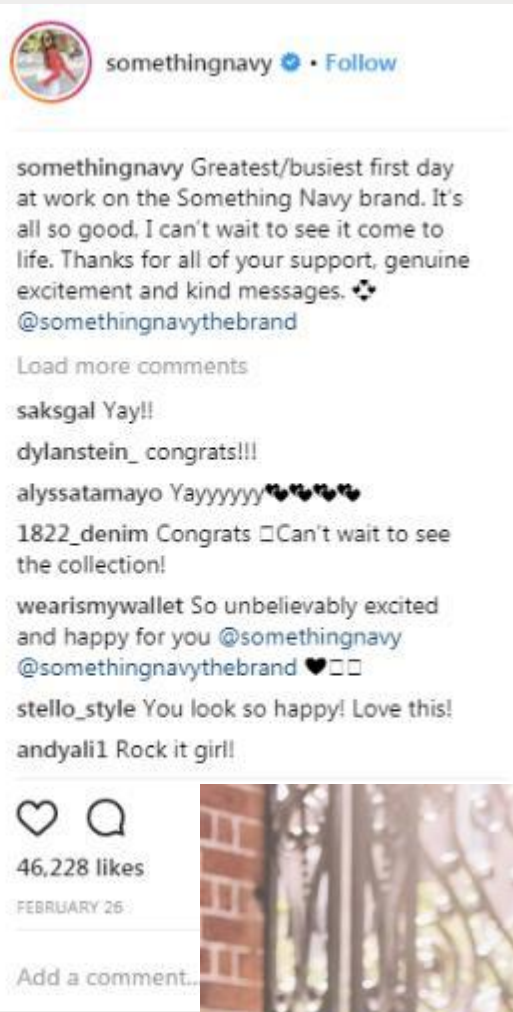 somethingnavy • Follow
somethingnavy Greatest/busiest first day
at work on the Something Navy brand. It's
all so good, I can't wait to see it come to
life. Thanks for all of your support, genuine
excitement and kind messages.
@somethingnavythebrand
Load more comments
saksgal Yay!!
dylanstein_ congrats!!!
alyssatamayo Yayyyyyy
1822_denim Congrats Can't wait to see
the collection!
wearismywallet So unbelievably excited
and happy for you @somethingnavy
@somethingnavythebrand ♥
stello_style You look so happy! Love this!
andyali1 Rock it girl!
46,228 likes
FEBRUARY 26
Add a comment...